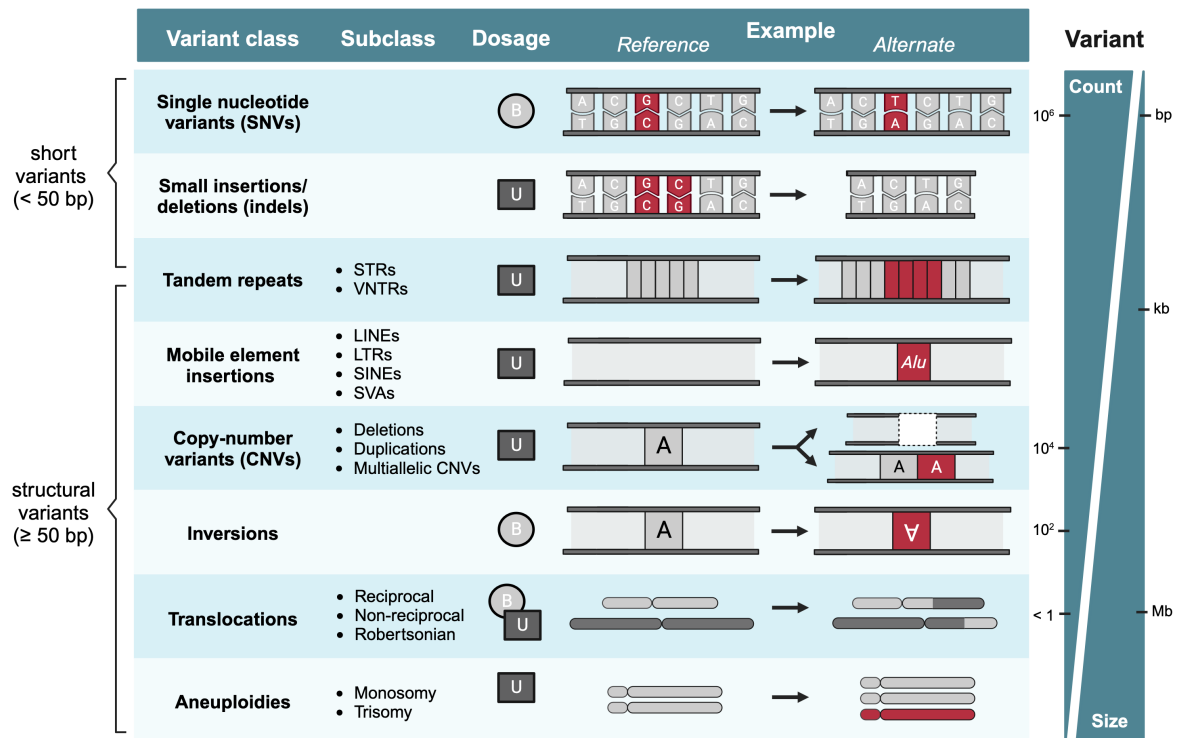 Variant class
Subclass
Dosage
Example
Reference
Alternate
Variant
Count
Size
short
variants
(< 50 bp)
structural
variants
(≥ 50 bp)
Single nucleotide
variants (SNVs)
B
A C G C T G
T G C G A C
A C T C T G
T G A G A C
10⁶
bp
Small insertions/
deletions (indels)
U
A C G C T G
T G C G A C
A C T G
T G A C
Tandem repeats
• STRs
• VNTRs
U
kb
Mobile element
insertions
• LINEs
• LTRs
• SINEs
• SVAs
U
Alu
Copy-number
variants (CNVs)
• Deletions
• Duplications
• Multiallelic CNVs
U
A
A A
10⁴
Inversions
B
A
A
10²
Translocations
• Reciprocal
• Non-reciprocal
• Robertsonian
B
U
< 1
Mb
Aneuploidies
• Monosomy
• Trisomy
U